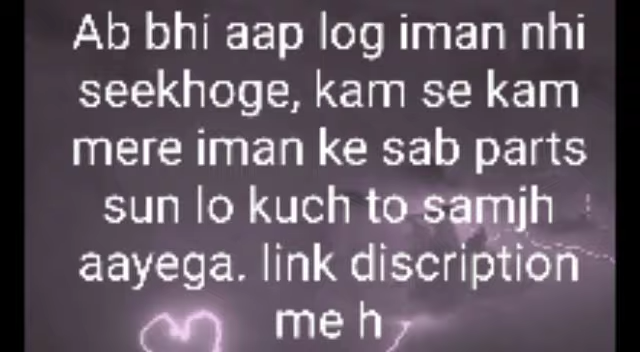 Ab bhi aap log iman nhi
seekhoge, kam se kam
mere iman ke sab parts
sun lo kuch to samjh
aayega. link discription
me h